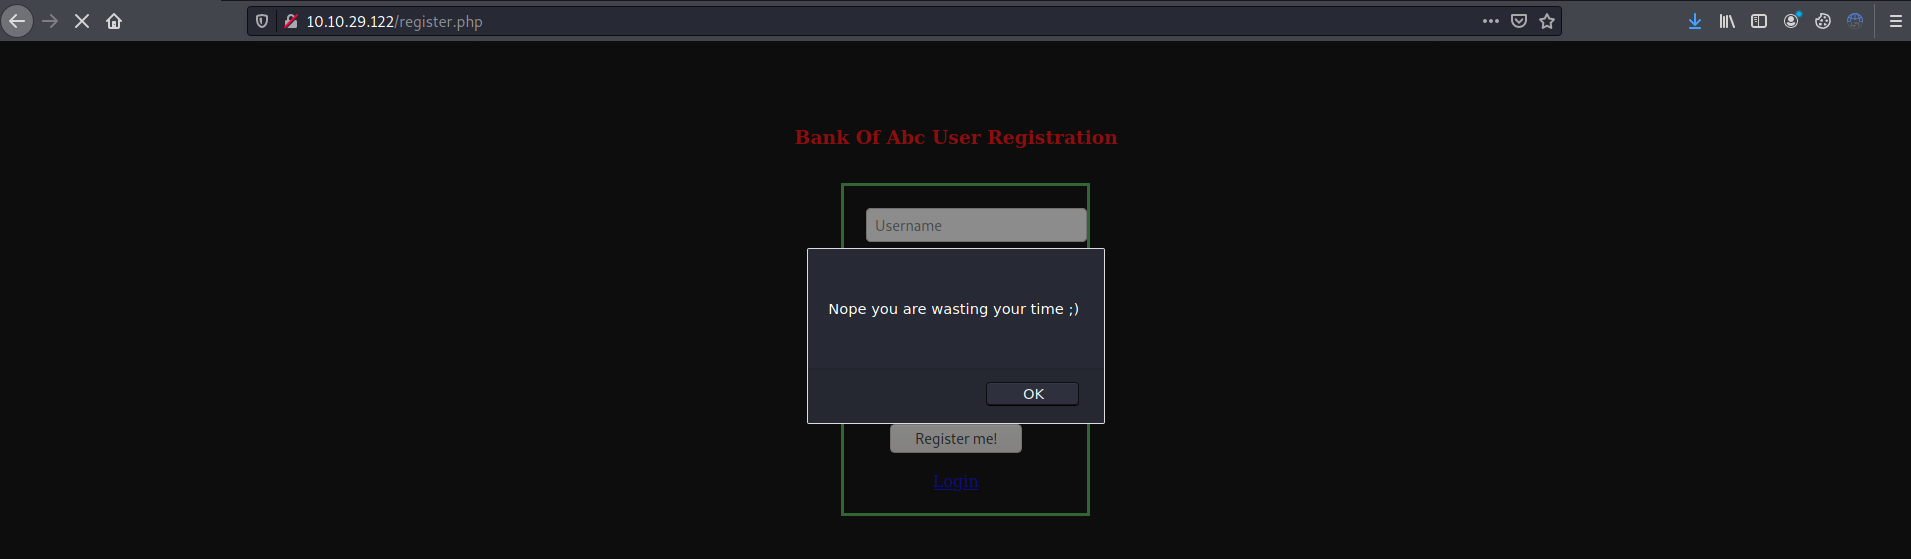 10.10.29.122/register.php
Bank Of Abc User Registration
Username
Nope you are wasting your time ;)
OK
Register me!
Login